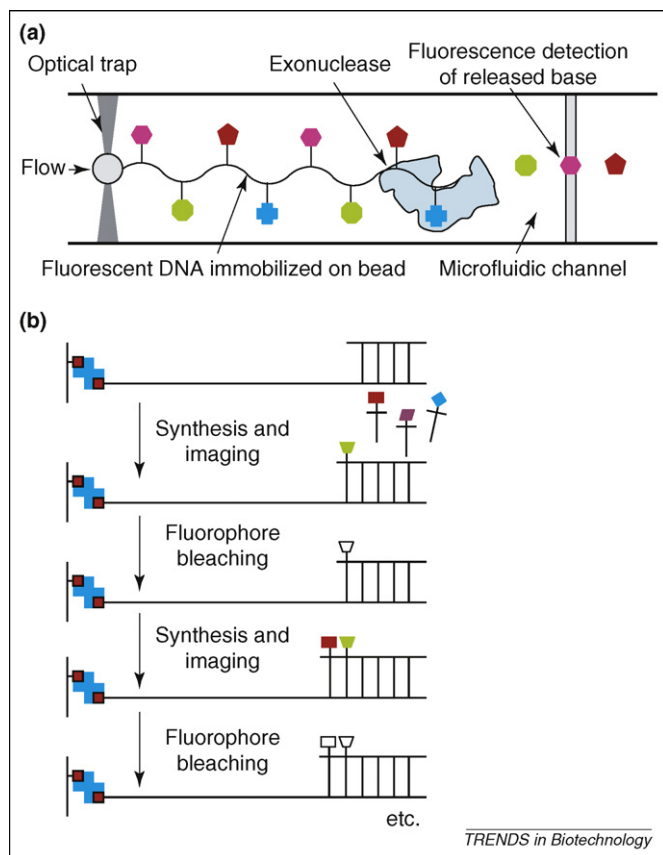 (a)
Optical trap
Exonuclease
Fluorescence detection
of released base
Flow
Fluorescent DNA immobilized on bead
Microfluidic channel
(b)
Synthesis and
imaging
Fluorophore
bleaching
Synthesis and
imaging
Fluorophore
bleaching
etc.
TRENDS in Biotechnology